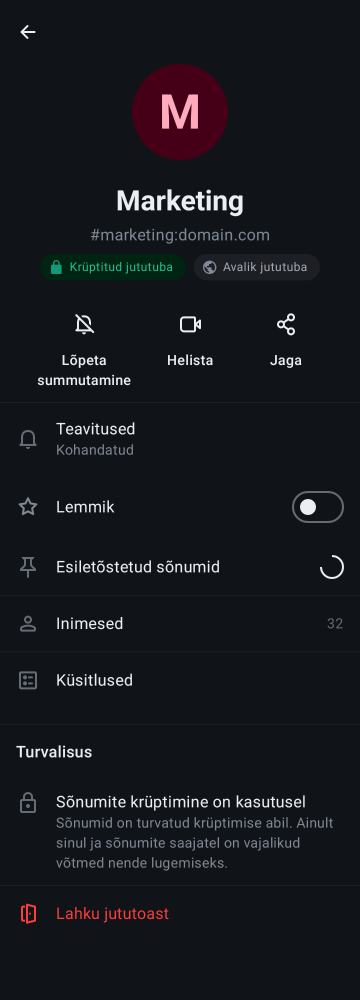 M
Marketing
#marketing:domain.com
Krüptitud jututuba
Avalik jututuba
Lõpeta
summutamine
Helista
Jaga
Teavitused
Kohandatud
Lemmik
Esiletõstetud sõnumid
Inimesed 32
Küsitlused
Turvalisus
Sõnumite krüptimine on kasutusel
Sõnumid on turvatud krüptimise abil. Ainult
sinul ja sõnumite saajatel on vajalikud
võtmed nende lugemiseks.
Lahku jututoast